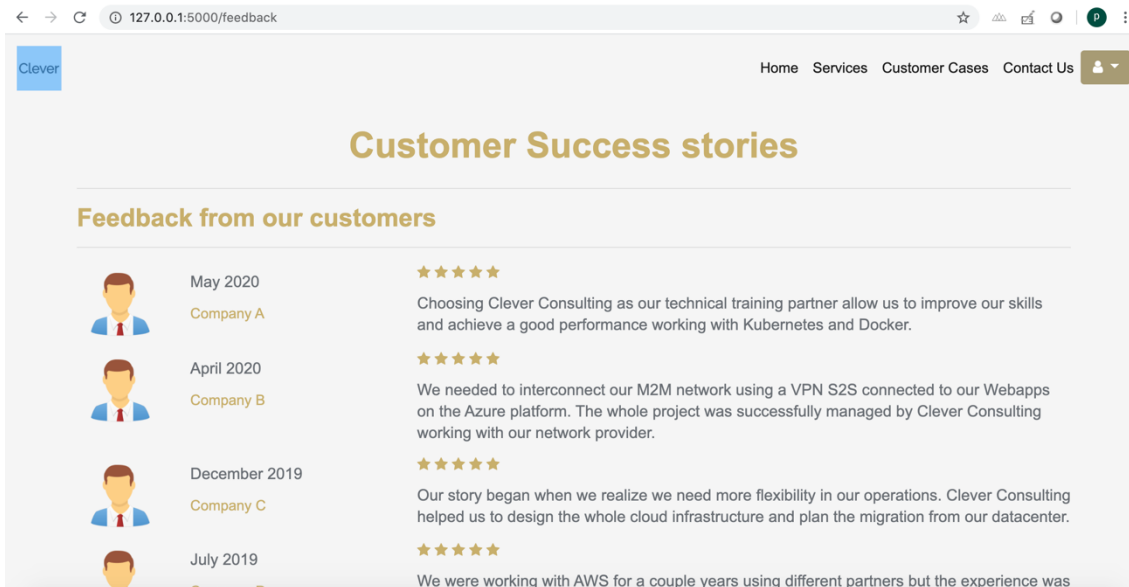 127.0.0.1:5000/feedback
p
Clever
Home Services Customer Cases Contact Us
Customer Success stories
Feedback from our customers
May 2020
Company A
Choosing Clever Consulting as our technical training partner allow us to improve our skills
and achieve a good performance working with Kubernetes and Docker.
April 2020
Company B
We needed to interconnect our M2M network using a VPN S2S connected to our Webapps
on the Azure platform. The whole project was successfully managed by Clever Consulting
working with our network provider.
December 2019
Company C
Our story began when we realize we need more flexibility in our operations. Clever Consulting
helped us to design the whole cloud infrastructure and plan the migration from our datacenter.
July 2019
We were working with AWS for a couple years using different partners but the experience was